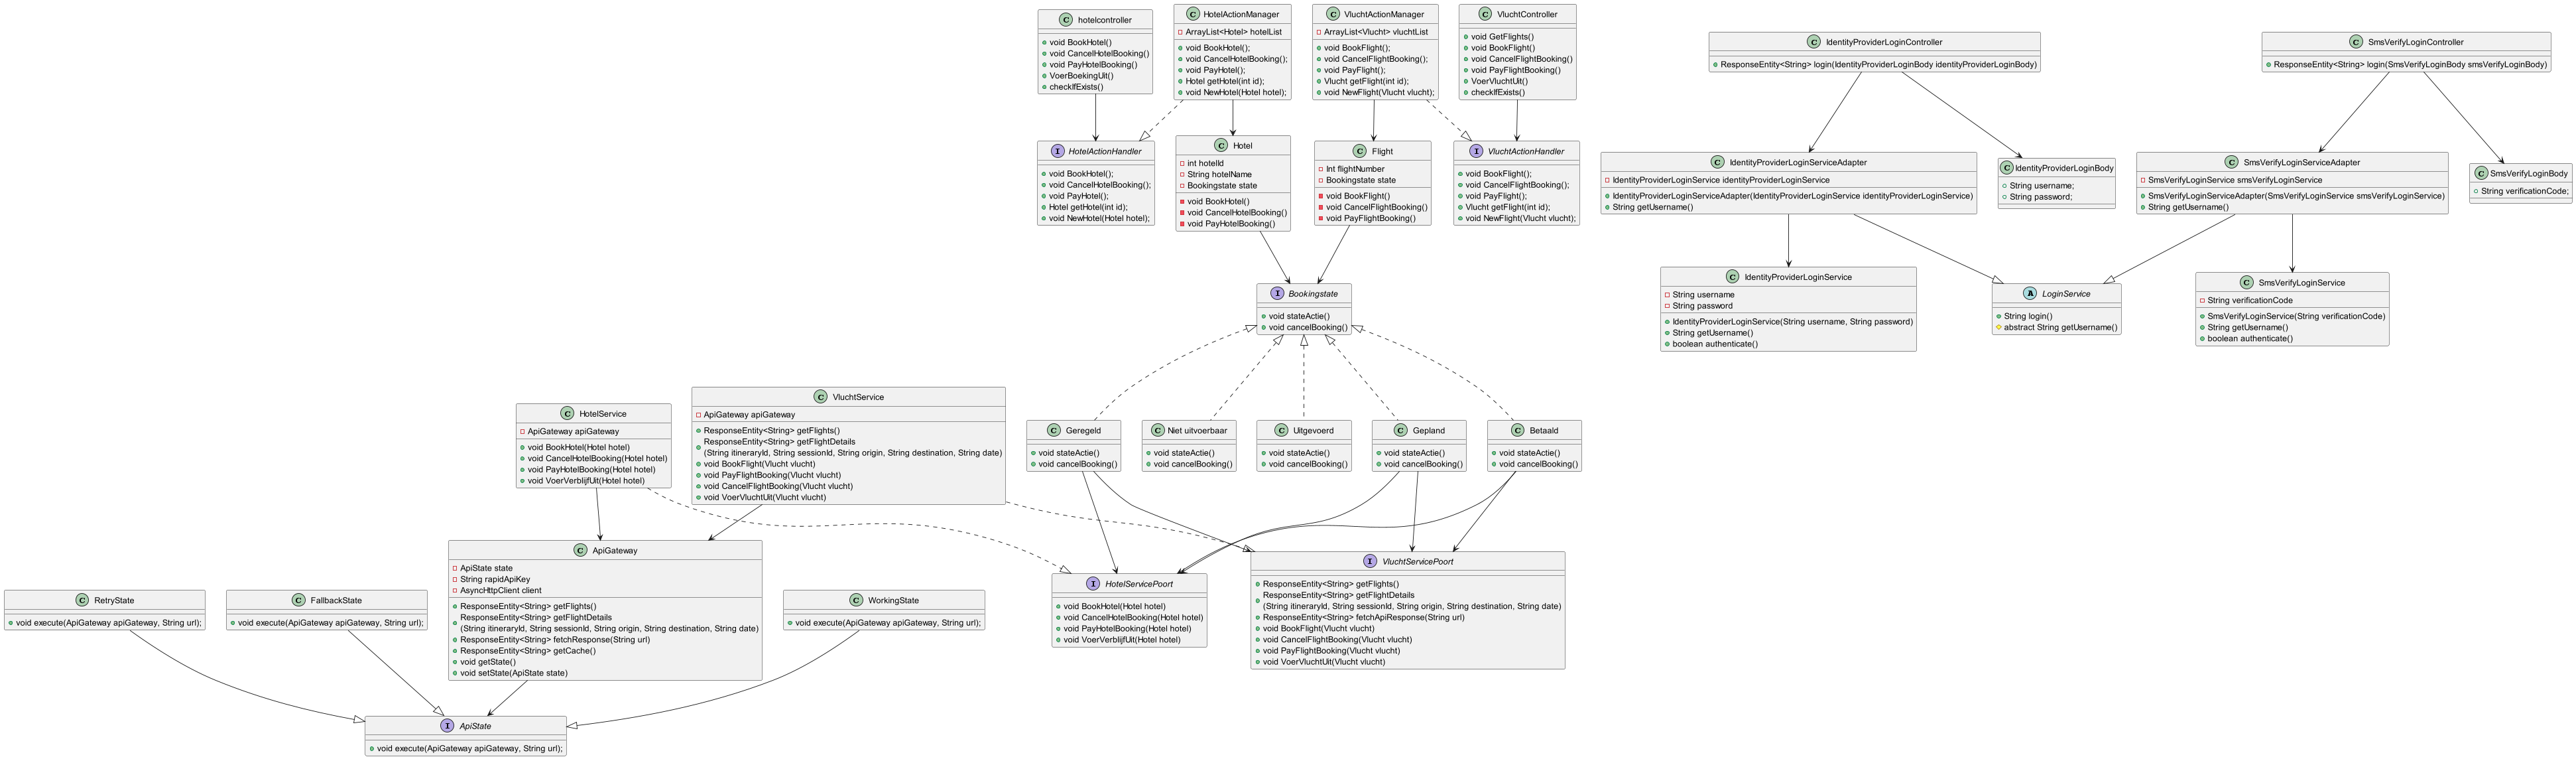 hotelcontroller
void BookHotel()
void CancelHotelBooking()
void PayHotelBooking()
VoerBoekingUit()
checkIfExists()
HotelActionManager
ArrayList<Hotel> hotelList
void BookHotel();
void CancelHotelBooking();
void PayHotel();
Hotel getHotel(int id);
void NewHotel(Hotel hotel);
VluchtActionManager
ArrayList<Vlucht> vluchtList
void BookFlight();
void CancelFlightBooking();
void PayFlight();
Vlucht getFlight(int id);
void NewFlight(Vlucht vlucht);
VluchtController
void GetFlights()
void BookFlight()
void CancelFlightBooking()
void PayFlightBooking()
VoerVluchtUit()
checkIfExists()
IdentityProviderLoginController
ResponseEntity<String> login(IdentityProviderLoginBody identityProviderLoginBody)
SmsVerifyLoginController
ResponseEntity<String> login(SmsVerifyLoginBody smsVerifyLoginBody)
HotelActionHandler
void BookHotel();
void CancelHotelBooking();
void PayHotel();
Hotel getHotel(int id);
void NewHotel(Hotel hotel);
Hotel
int hotelId
String hotelName
Bookingstate state
void BookHotel()
void CancelHotelBooking()
void PayHotelBooking()
Flight
Int flightNumber
Bookingstate state
void BookFlight()
void CancelFlightBooking()
void PayFlightBooking()
VluchtActionHandler
void BookFlight();
void CancelFlightBooking();
void PayFlight();
Vlucht getFlight(int id);
void NewFlight(Vlucht vlucht);
IdentityProviderLoginServiceAdapter
IdentityProviderLoginService identityProviderLoginService
IdentityProviderLoginServiceAdapter(IdentityProviderLoginService identityProviderLoginService)
String getUsername()
IdentityProviderLoginBody
String username;
String password;
SmsVerifyLoginServiceAdapter
SmsVerifyLoginService smsVerifyLoginService
SmsVerifyLoginServiceAdapter(SmsVerifyLoginService smsVerifyLoginService)
String getUsername()
SmsVerifyLoginBody
String verificationCode;
Bookingstate
void stateActie()
void cancelBooking()
IdentityProviderLoginService
String username
String password
IdentityProviderLoginService(String username, String password)
String getUsername()
boolean authenticate()
LoginService
String login()
abstract String getUsername()
SmsVerifyLoginService
String verificationCode
SmsVerifyLoginService(String verificationCode)
String getUsername()
boolean authenticate()
HotelService
ApiGateway apiGateway
void BookHotel(Hotel hotel)
void CancelHotelBooking(Hotel hotel)
void PayHotelBooking(Hotel hotel)
void VoerVerblijfUit(Hotel hotel)
VluchtService
ApiGateway apiGateway
ResponseEntity<String> getFlights()
ResponseEntity<String> getFlightDetails
(String itineraryId, String sessionId, String origin, String destination, String date)
void BookFlight(Vlucht vlucht)
void PayFlightBooking(Vlucht vlucht)
void CancelFlightBooking(Vlucht vlucht)
void VoerVluchtUit(Vlucht vlucht)
Geregeld
void stateActie()
void cancelBooking()
Niet uitvoerbaar
void stateActie()
void cancelBooking()
Uitgevoerd
void stateActie()
void cancelBooking()
Gepland
void stateActie()
void cancelBooking()
Betaald
void stateActie()
void cancelBooking()
RetryState
void execute(ApiGateway apiGateway, String url);
FallbackState
void execute(ApiGateway apiGateway, String url);
ApiGateway
ApiState state
String rapidApiKey
AsyncHttpClient client
ResponseEntity<String> getFlights()
ResponseEntity<String> getFlightDetails
(String itineraryId, String sessionId, String origin, String destination, String date)
ResponseEntity<String> fetchResponse(String url)
ResponseEntity<String> getCache()
void getState()
void setState(ApiState state)
WorkingState
void execute(ApiGateway apiGateway, String url);
HotelServicePoort
void BookHotel(Hotel hotel)
void CancelHotelBooking(Hotel hotel)
void PayHotelBooking(Hotel hotel)
void VoerVerblijfUit(Hotel hotel)
VluchtServicePoort
ResponseEntity<String> getFlights()
ResponseEntity<String> getFlightDetails
(String itineraryId, String sessionId, String origin, String destination, String date)
ResponseEntity<String> fetchApiResponse(String url)
void BookFlight(Vlucht vlucht)
void CancelFlightBooking(Vlucht vlucht)
void PayFlightBooking(Vlucht vlucht)
void VoerVluchtUit(Vlucht vlucht)
ApiState
void execute(ApiGateway apiGateway, String url);